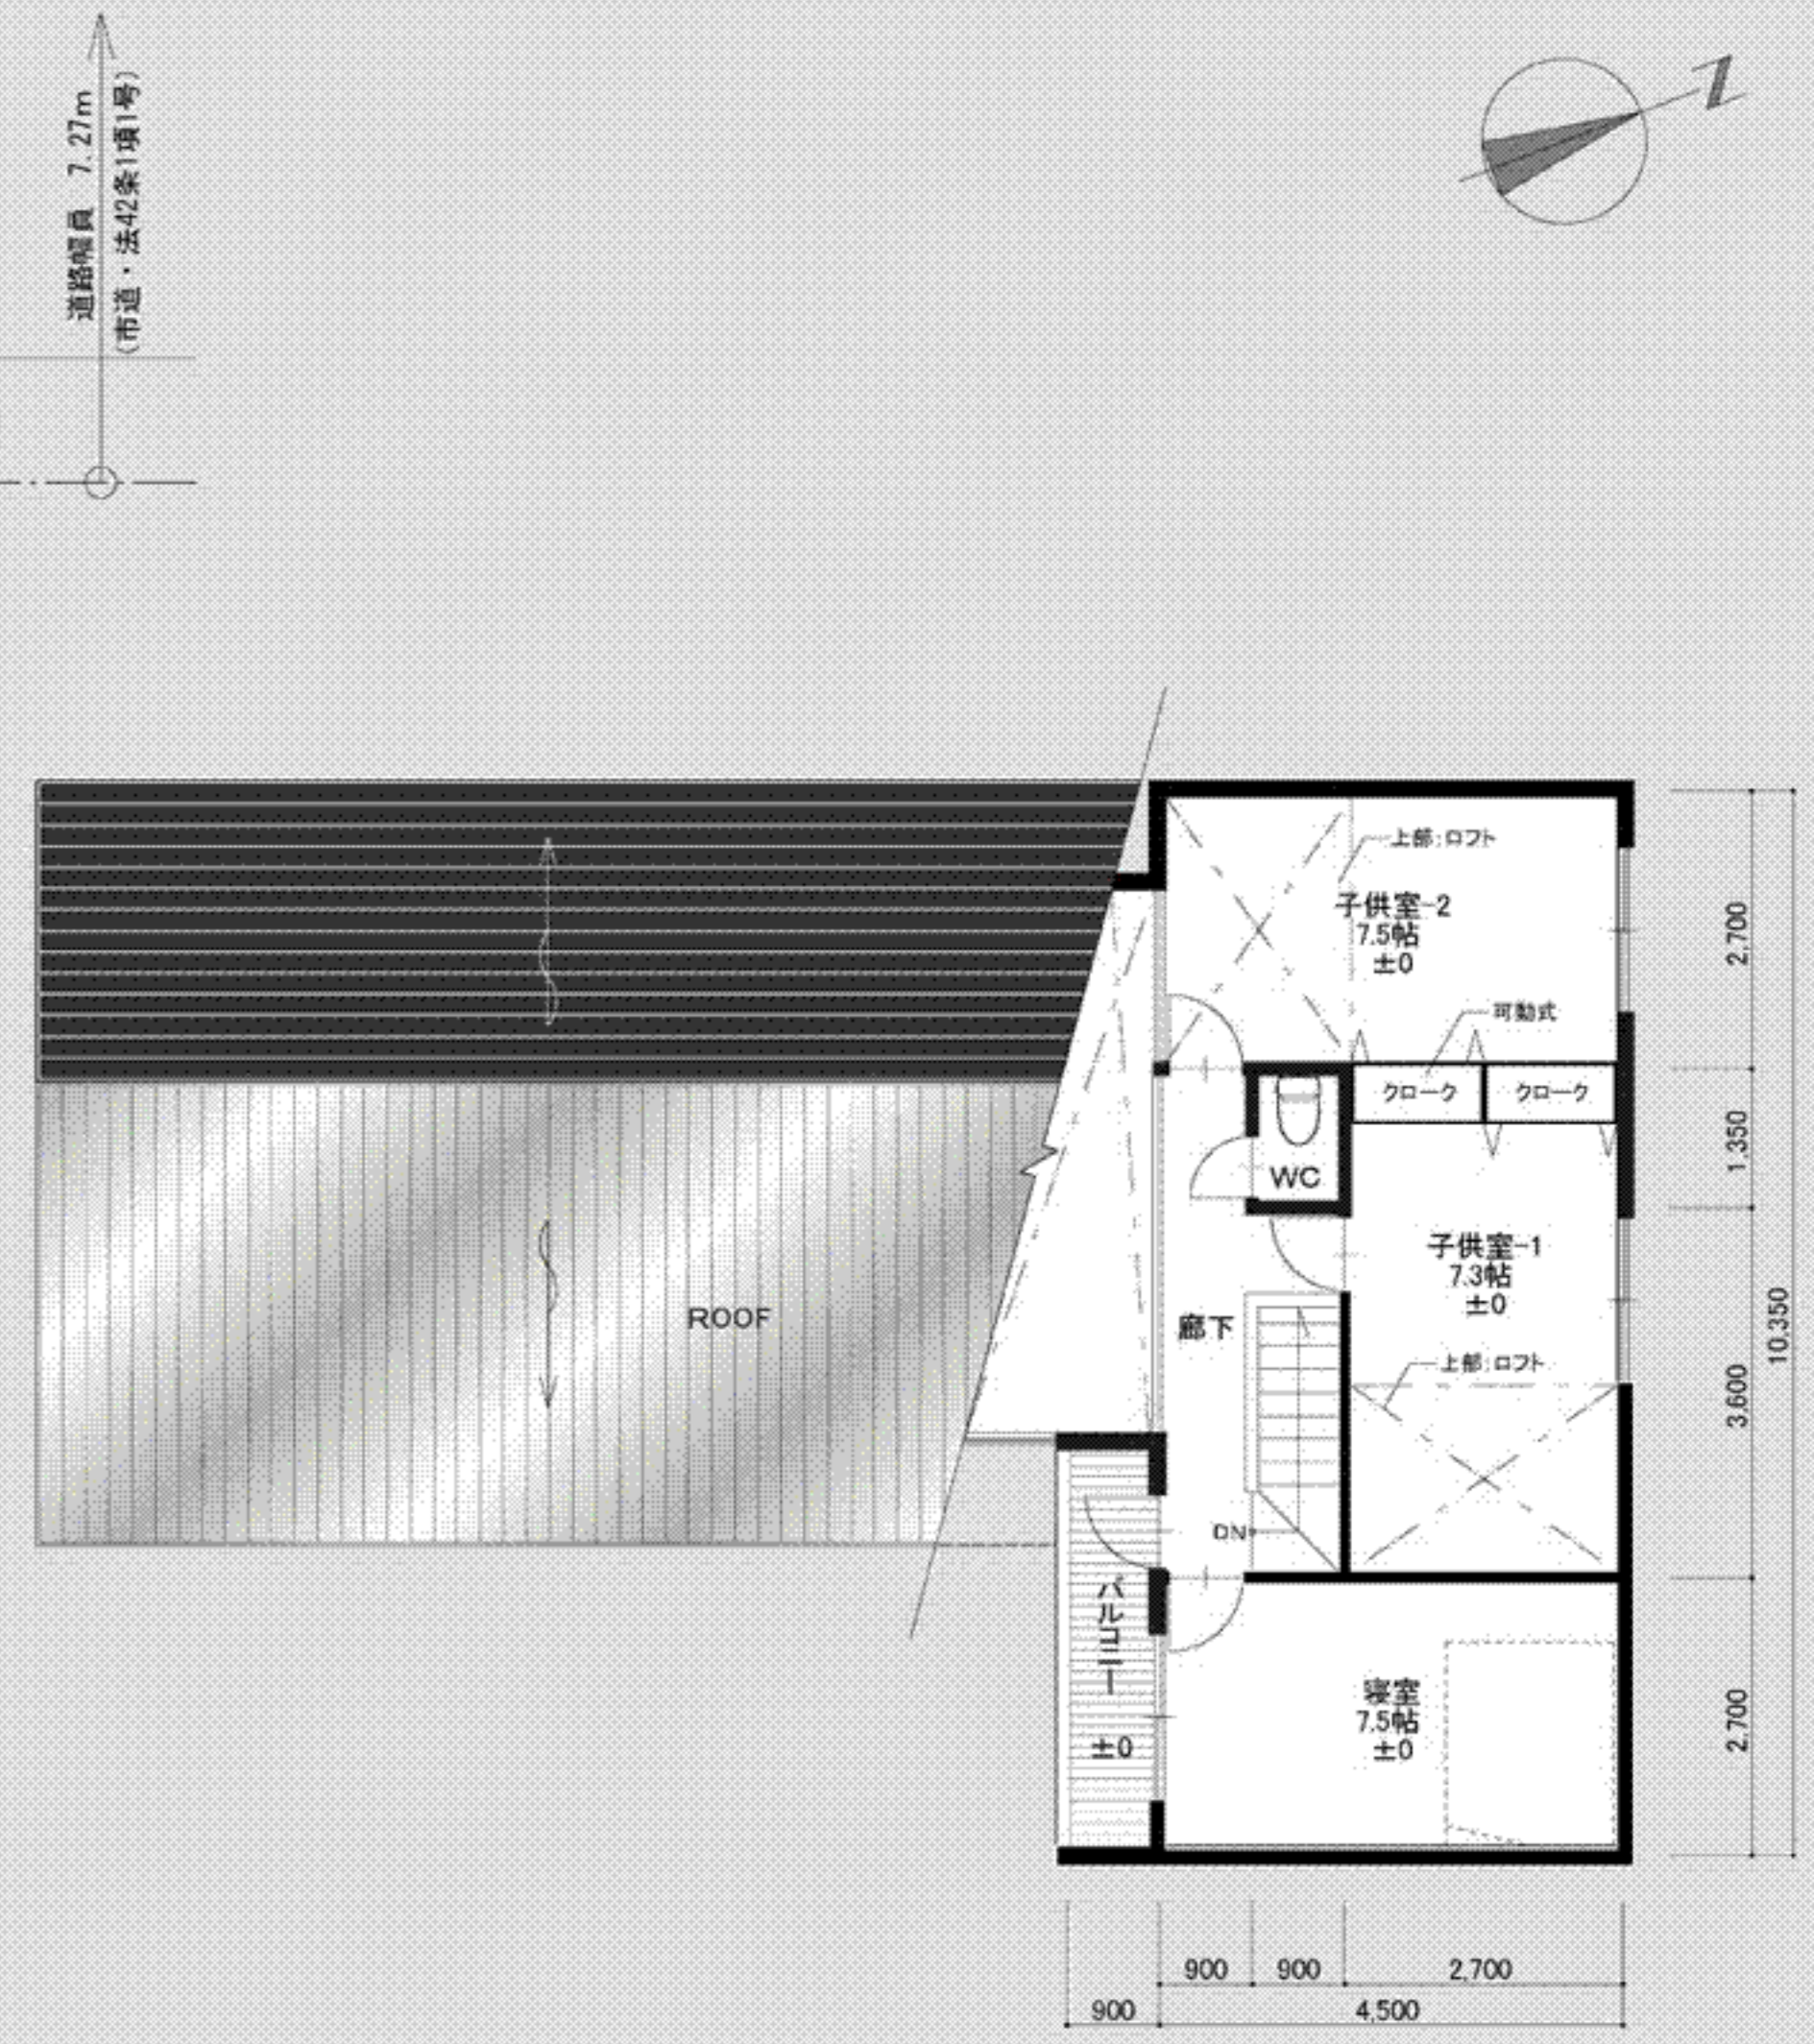 道路幅員 7.27m
(市道・法42条1項1号)
N
上部:ロフト
子供室-2
7.5帖
±0
可動式
クローク
クローク
WC
子供室-1
7.3帖
±0
上部:ロフト
廊下
ROOF
DN
バルコニー
±0
寝室
7.5帖
±0
2,700
1,350
3,600
2,700
10,350
900
900
2,700
900
4,500